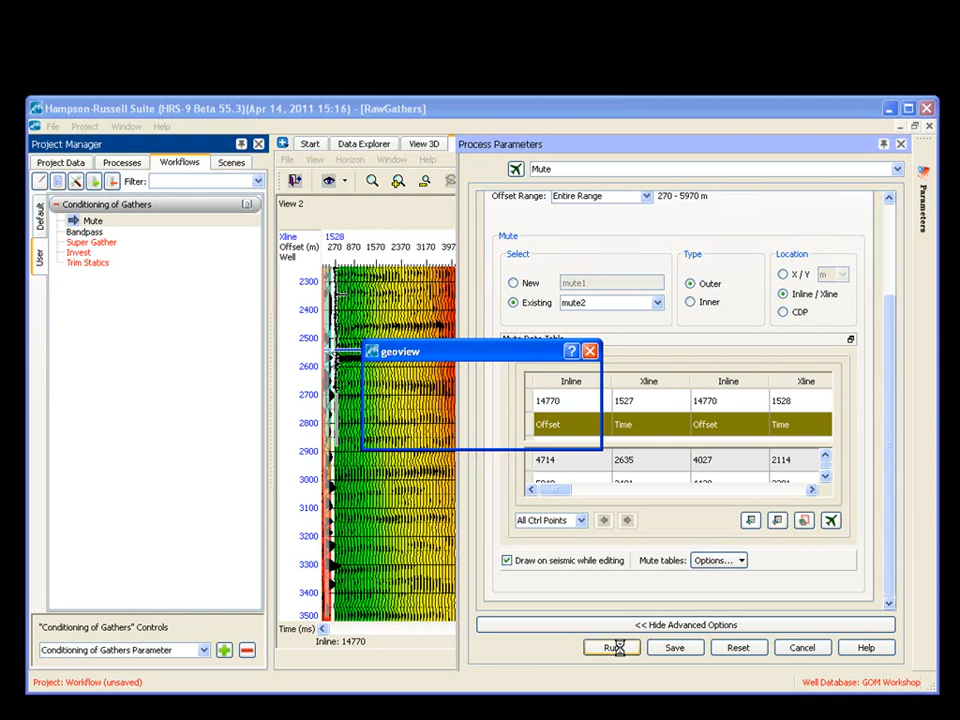 Hampson-Russell Suite (HRS-9 Beta 55.3)(Apr 14, 2011 15:16) - [RawGathers]
File Project Window Help
Project Manager
Project Data Processes Workflows Scenes
Filter:
Default
User
Conditioning of Gathers
Mute
Bandpass
Super Gather
Invest
Trim Statics
"Conditioning of Gathers" Controls
Conditioning of Gathers Parameter
Project: Workflow (unsaved)
Start Data Explorer View 3D
File View Horizon Window Help
View 2
Xline 1528
Offset (m) 270 870 1570 2370 3170 397
Well
2300
2400
2500
2600
2700
2800
2900
3000
3100
3200
3300
3400
3500
Time (ms)
Inline: 14770
Process Parameters
Mute
Offset Range: Entire Range 270 - 5970 m
Mute
Select Type Location
New mute1 Outer X / Y m
Existing mute2 Inner Inline / Xline
CDP
geoview
Inline Xline Inline Xline
14770 1527 14770 1528
Offset Time Offset Time
4714 2635 4027 2114
All Ctrl Points
Draw on seismic while editing Mute tables: Options...
<< Hide Advanced Options
Save Reset Cancel Help
Parameters
Well Database: GOM Workshop